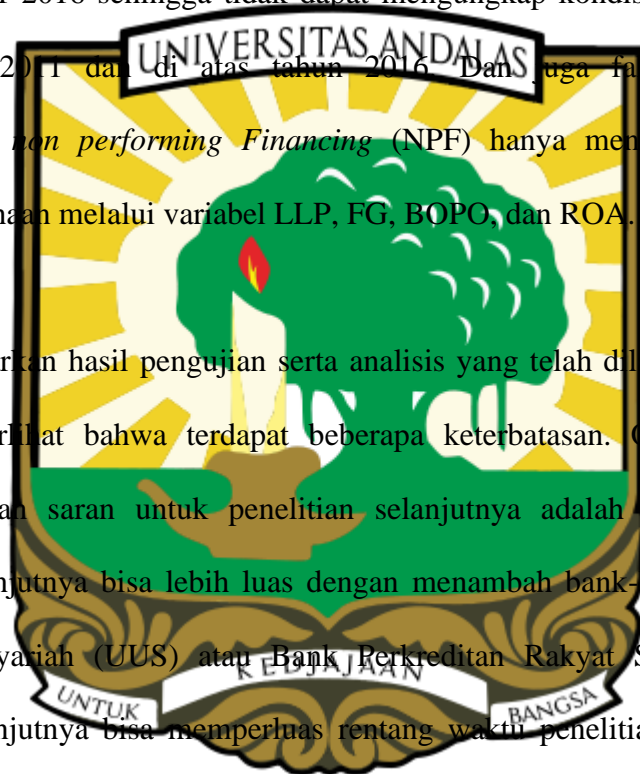 2016 sehingga tidak dapat mengungkap kondis
UNIVERSITAS ANDALAS
2011 dan di atas tahun 2016. Dan juga fa
non performing Financing (NPF) hanya men
naan melalui variabel LLP, FG, BOPO, dan ROA.
rkan hasil pengujian serta analisis yang telah dil
rlihat bahwa terdapat beberapa keterbatasan.
an saran untuk penelitian selanjutnya adalah
njutnya bisa lebih luas dengan menambah bank-
yariah (UUS) atau Bank Perkreditan Rakyat S
KEDJAJAAN
UNTUK BANGSA
njutnya bisa memperluas rentang waktu penelitia